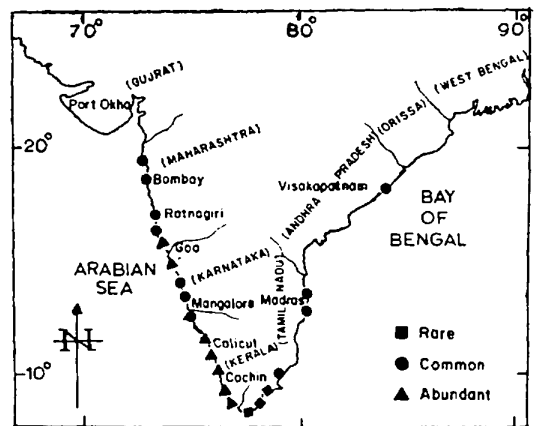 70° 80° 90°
(GUJRAT)
Port Okha
(WEST BENGAL)
(ORISSA)
20°
(MAHARASHTRA)
Bombay
(ANDHRA PRADESH)
Visakapatnam
Ratnagiri
BAY
OF
BENGAL
Goa
ARABIAN
SEA
(KARNATAKA)
(TAMIL NADU)
Mangalore
Madras
N
Calicut
(KERALA)
Cochin
10°
Rare
Common
Abundant